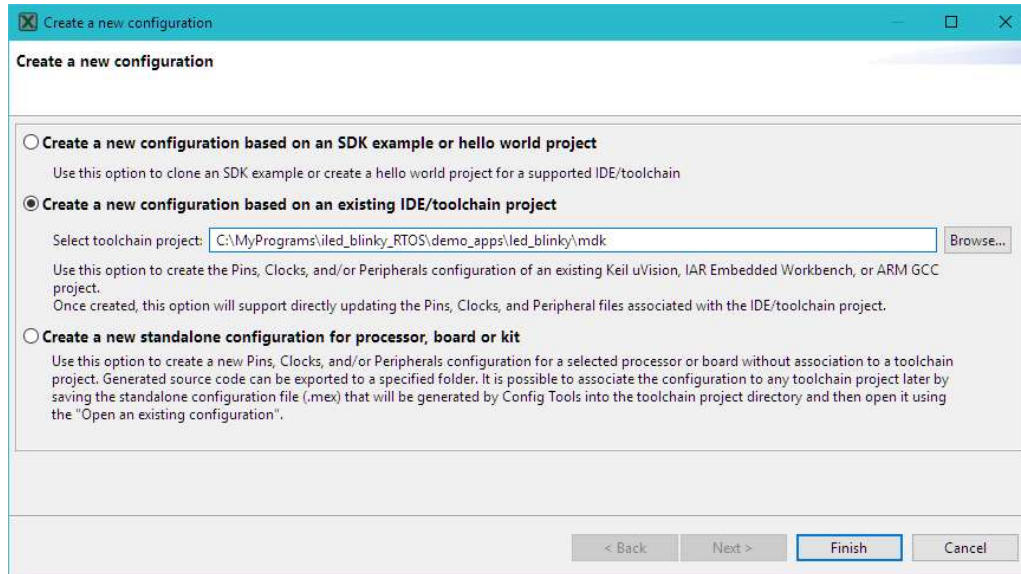 Create a new configuration
Create a new configuration
Create a new configuration based on an SDK example or hello world project
Use this option to clone an SDK example or create a hello world project for a supported IDE/toolchain
Create a new configuration based on an existing IDE/toolchain project
Select toolchain project: C:\MyPrograms\iled_blinky_RTOS\demo_apps\led_blinky\mdk Browse...
Use this option to create the Pins, Clocks, and/or Peripherals configuration of an existing Keil uVision, IAR Embedded Workbench, or ARM GCC
project.
Once created, this option will support directly updating the Pins, Clocks, and Peripheral files associated with the IDE/toolchain project.
Create a new standalone configuration for processor, board or kit
Use this option to create a new Pins, Clocks, and/or Peripherals configuration for a selected processor or board without association to a toolchain
project. Generated source code can be exported to a specified folder. It is possible to associate the configuration to any toolchain project later by
saving the standalone configuration file (.mex) that will be generated by Config Tools into the toolchain project directory and then open it using
the "Open an existing configuration".
< Back Next > Finish Cancel